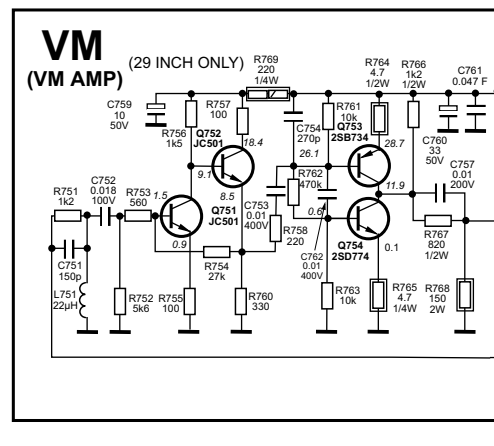 VM
(VM AMP)
(29 INCH ONLY)
R769
220
1/4W
R764
4.7
1/2W
R766
1k2
1/2W
C761
0.047 F
C759
10
50V
R757
100
R756
1k5
Q752
JC501
18.4
C754
270p
R761
10k
Q753
2SB734
28.7
C760
33
50V
26.1
9.1
8.5
C757
0.01
200V
R751
1k2
C752
0.018
100V
R753
560
1.5
Q751
JC501
C753
0.01
400V
R762
470k
0.6
11.9
R758
220
Q754
2SD774
R767
820
1/2W
C751
150p
0.9
R754
27k
C762
0.01
400V
0.1
L751
22µH
R752
5k6
R755
100
R760
330
R763
10k
R765
4.7
1/4W
R768
150
2W